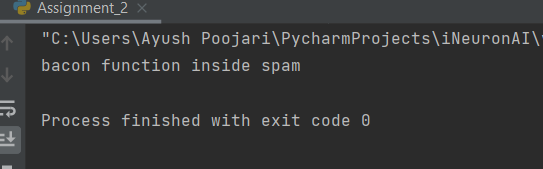 Assignment_2
"C:\Users\Ayush Poojari\PycharmProjects\iNeuronAI\
bacon function inside spam
Process finished with exit code 0